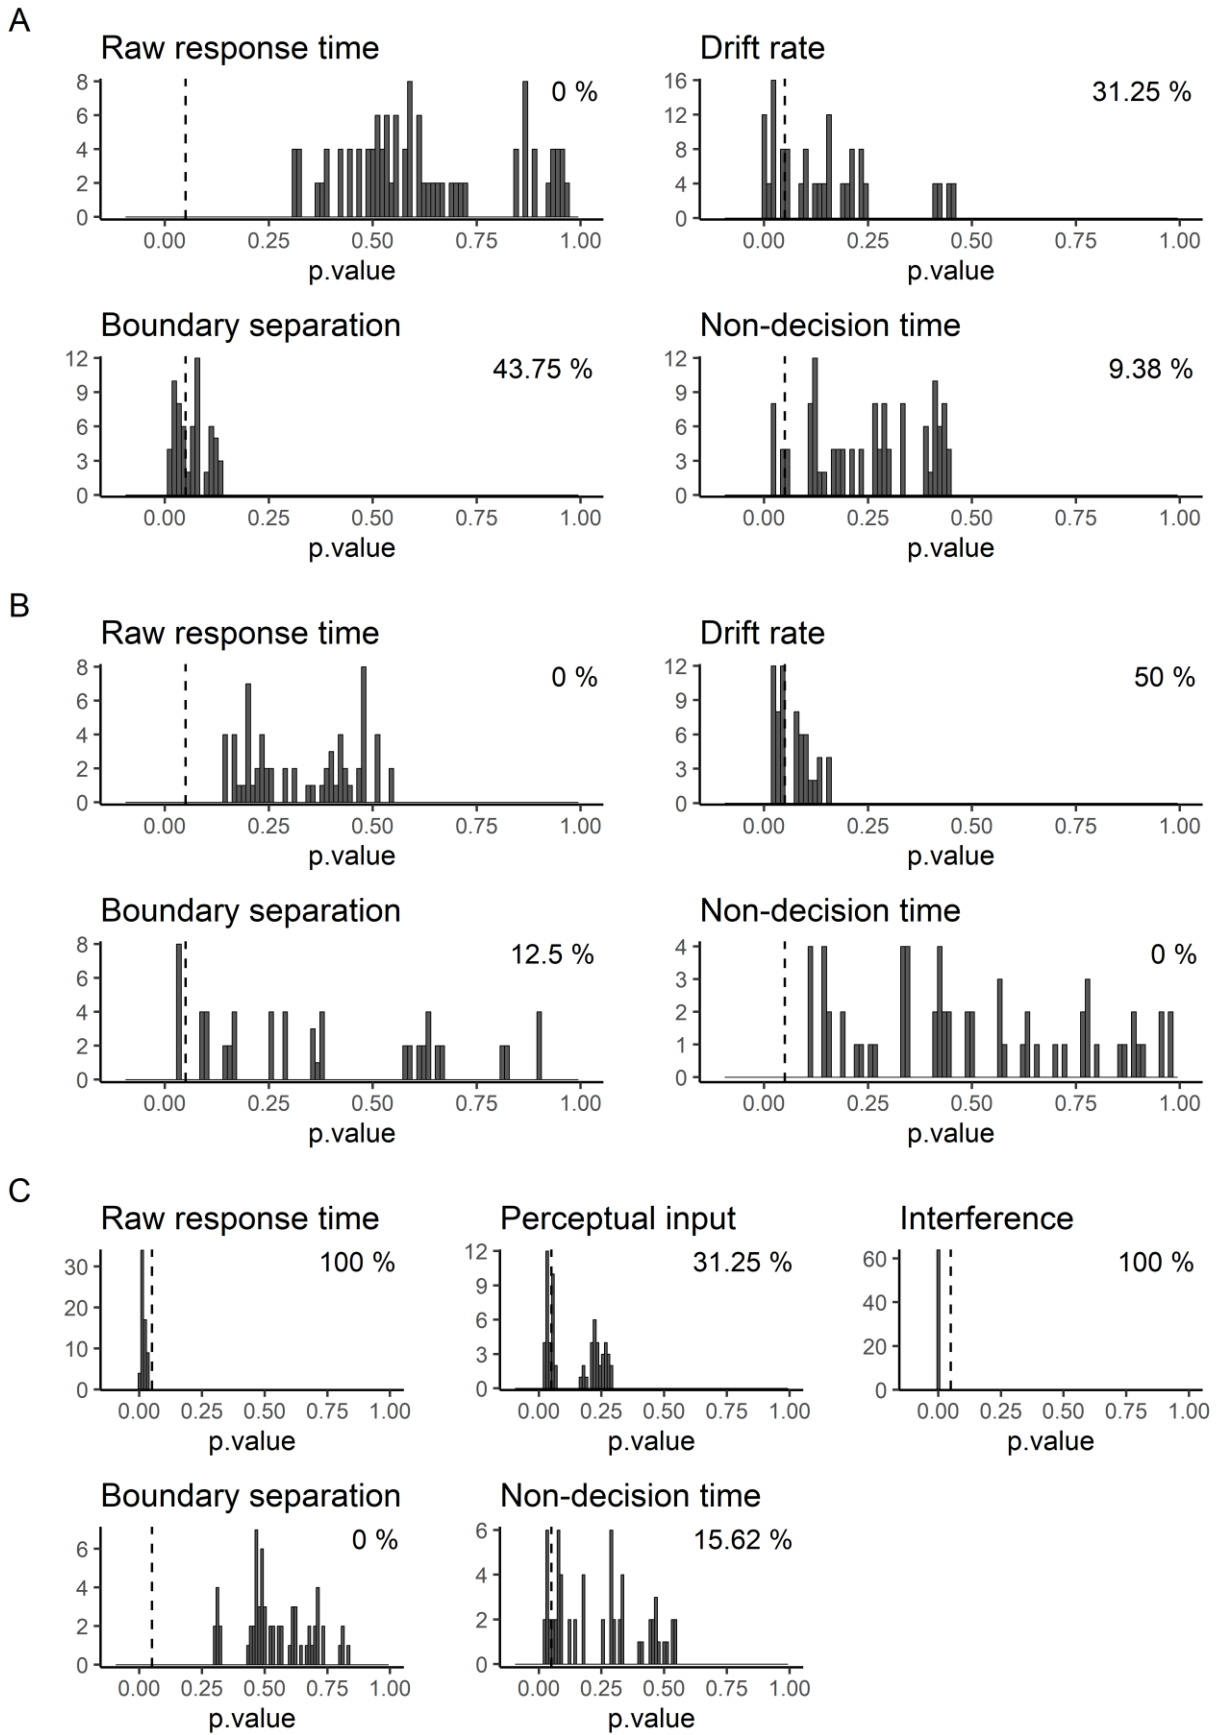 A
Raw response time
0 %
8
6
4
2
0
0.00 0.25 0.50 0.75 1.00
p.value
Drift rate
31.25 %
16
12
8
4
0
0.00 0.25 0.50 0.75 1.00
p.value
Boundary separation
43.75 %
12
9
6
3
0
0.00 0.25 0.50 0.75 1.00
p.value
Non-decision time
9.38 %
12
9
6
3
0
0.00 0.25 0.50 0.75 1.00
p.value
B
Raw response time
0 %
8
6
4
2
0
0.00 0.25 0.50 0.75 1.00
p.value
Drift rate
50 %
12
9
6
3
0
0.00 0.25 0.50 0.75 1.00
p.value
Boundary separation
12.5 %
8
6
4
2
0
0.00 0.25 0.50 0.75 1.00
p.value
Non-decision time
0 %
4
3
2
1
0
0.00 0.25 0.50 0.75 1.00
p.value
C
Raw response time
100 %
30
20
10
0
0.00 0.25 0.50 0.75 1.00
p.value
Perceptual input
31.25 %
12
9
6
3
0
0.00 0.25 0.50 0.75 1.00
p.value
Interference
100 %
60
40
20
0
0.00 0.25 0.50 0.75 1.00
p.value
Boundary separation
0 %
6
4
2
0
0.00 0.25 0.50 0.75 1.00
p.value
Non-decision time
15.62 %
6
4
2
0
0.00 0.25 0.50 0.75 1.00
p.value